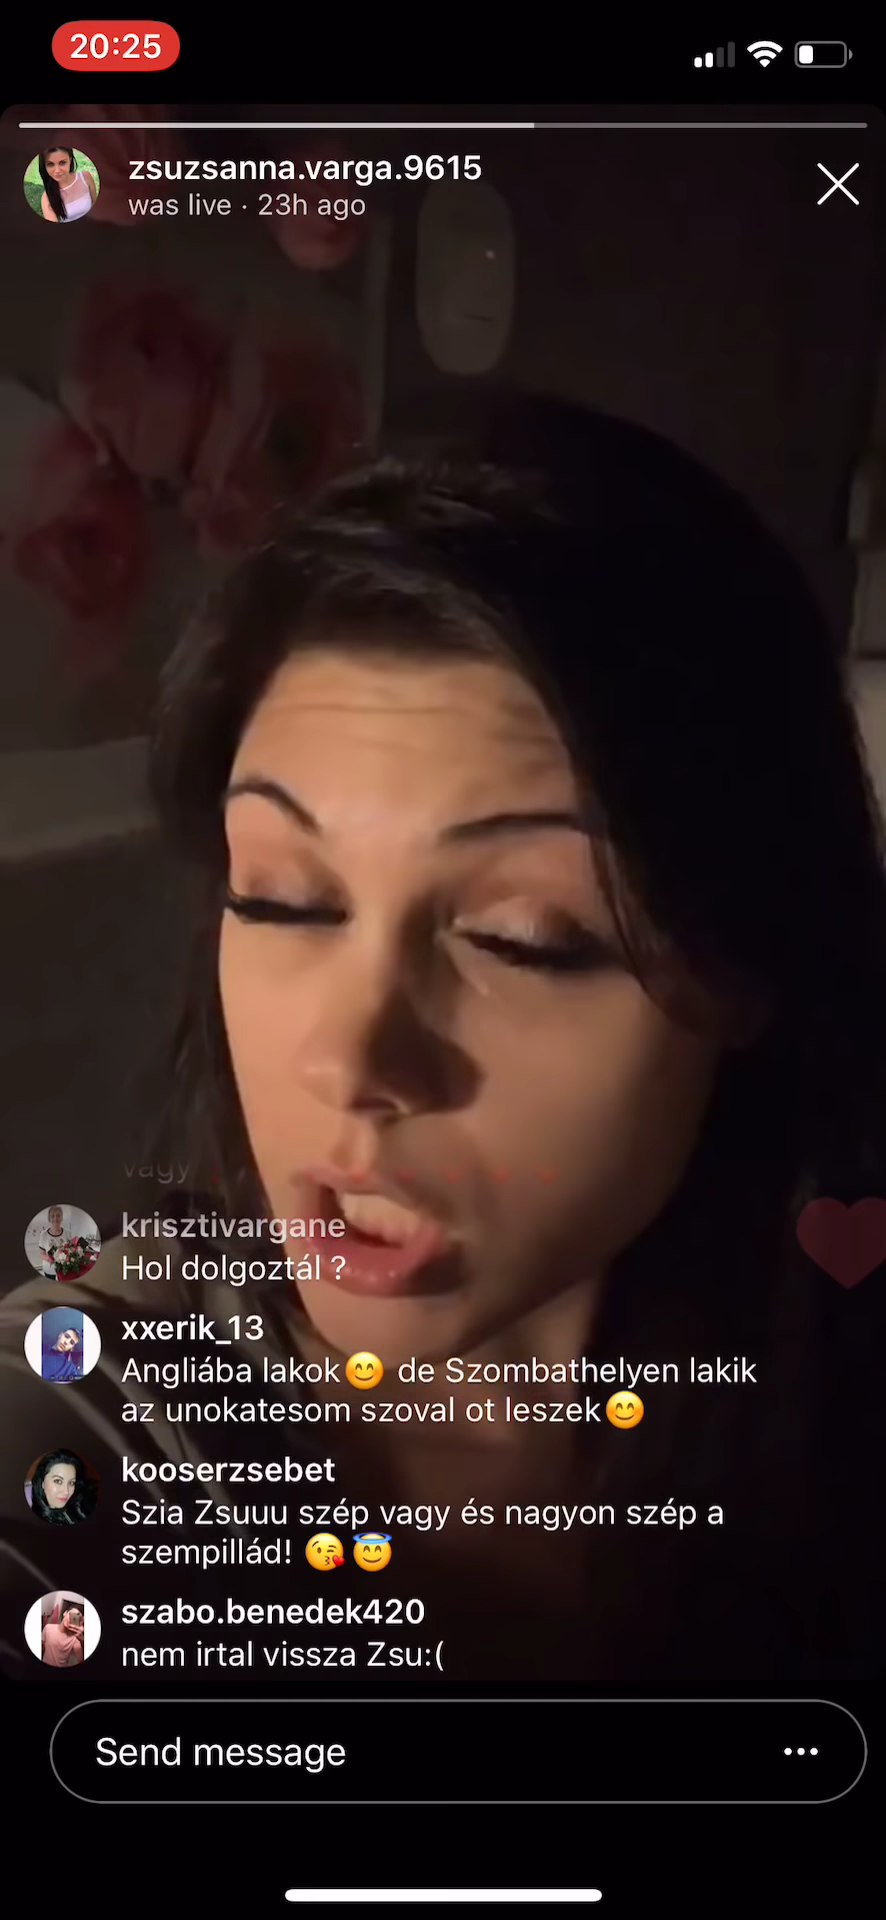 20:25
zsuzsanna.varga.9615
was live · 23h ago
vagy
krisztivargane
Hol dolgoztál ?
xxerik_13
Angliába lakok😊 de Szombathelyen lakik
az unokatesom szoval ot leszek😊
kooserzsebet
Szia Zsuuu szép vagy és nagyon szép a
szempillád! 😘😇
szabo.benedek420
nem irtal vissza Zsu:(
Send message